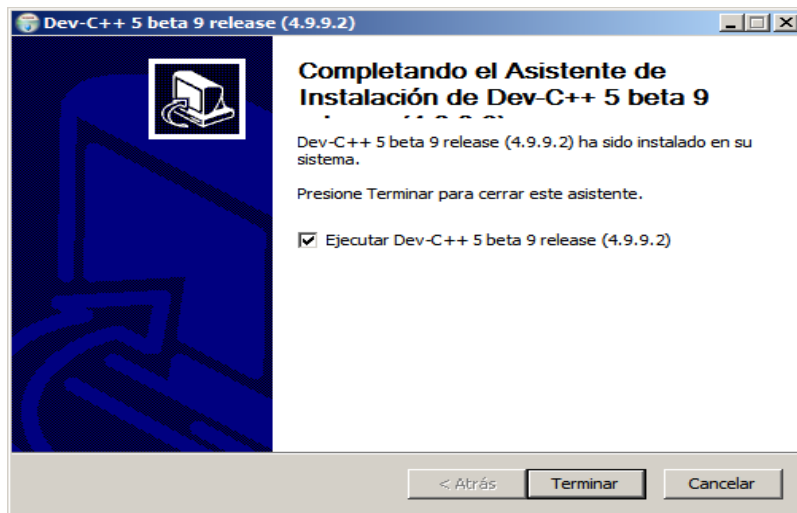 Dev-C++ 5 beta 9 release (4.9.9.2)
Completando el Asistente de
Instalación de Dev-C++ 5 beta 9
Dev-C++ 5 beta 9 release (4.9.9.2) ha sido instalado en su
sistema.
Presione Terminar para cerrar este asistente.
Ejecutar Dev-C++ 5 beta 9 release (4.9.9.2)
< Atrás
Terminar
Cancelar